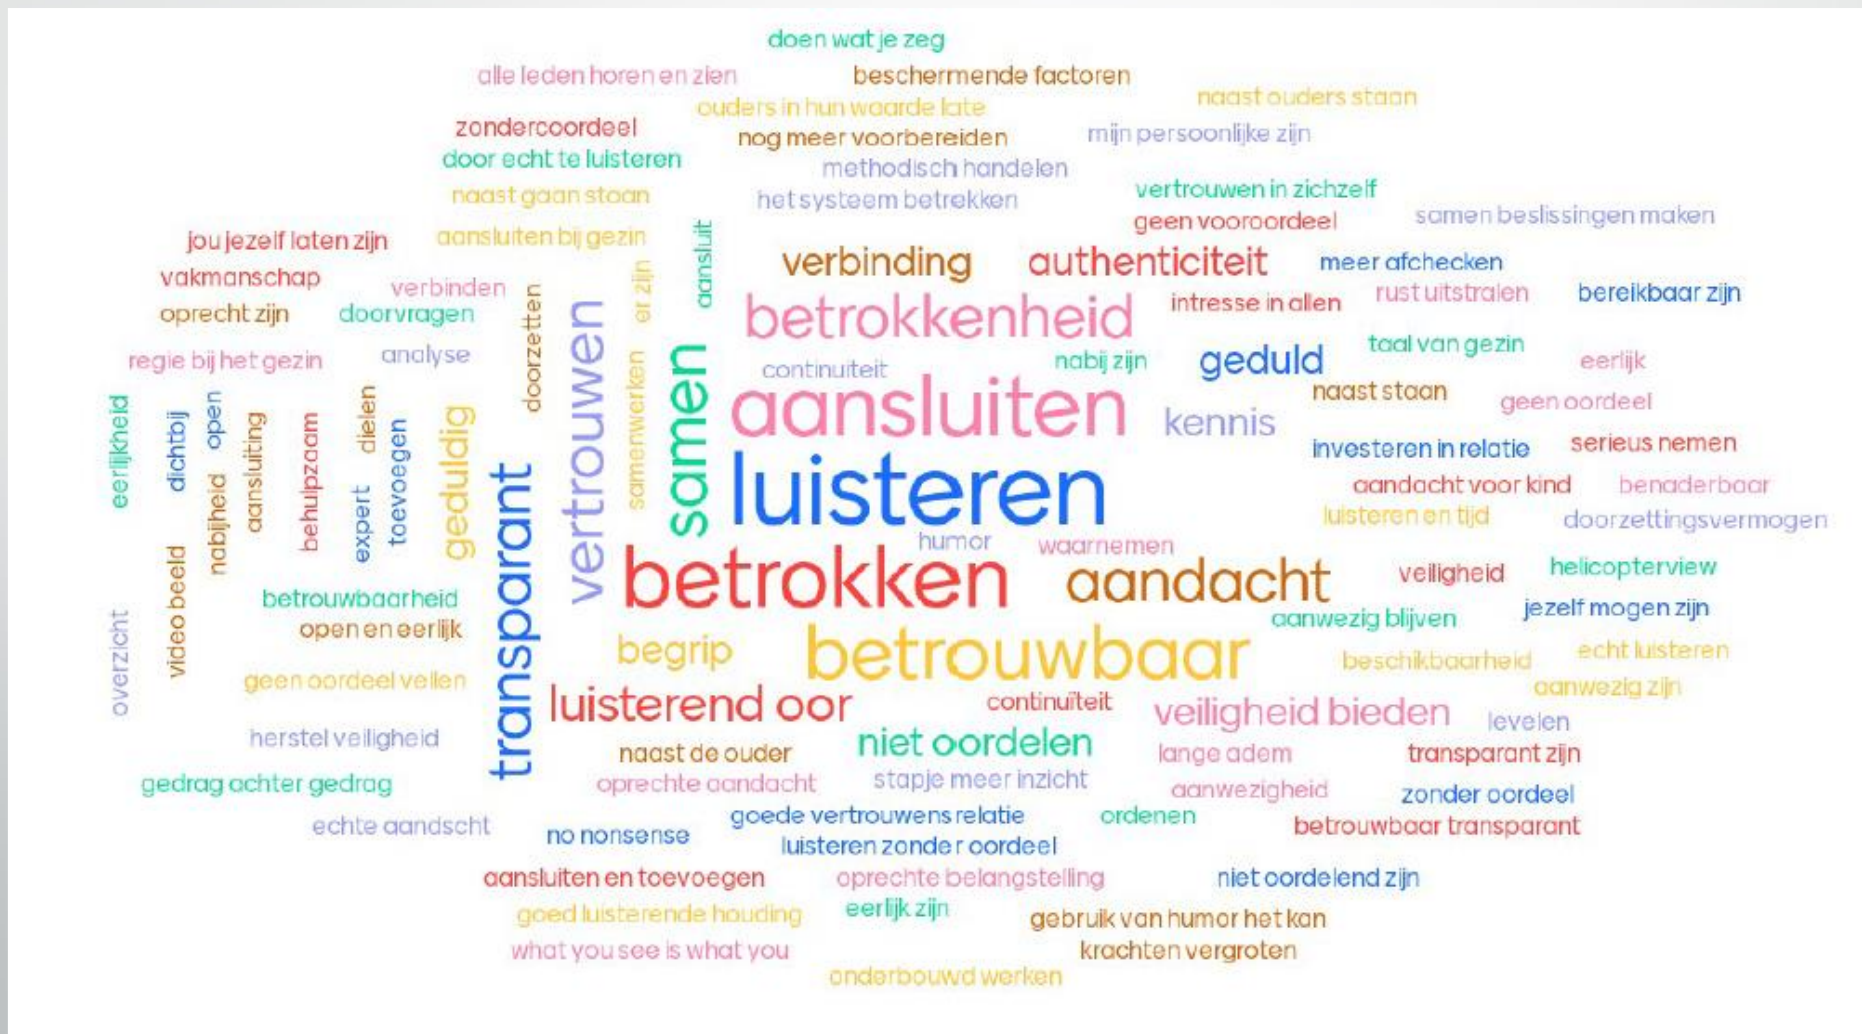 doen wat je zeg
alle leden horen en zien
beschermende factoren
naast ouders staan
ouders in hun waarde late
zondercoordeel
nog meer voorbereiden
mijn persoonlijke zijn
door echt te luisteren
methodisch handelen
naast gaan stoan
het systeem betrekken
vertrouwen in zichzelf
geen vooroordeel
samen beslissingen maken
jou jezelf laten zijn
aansluiten bij gezin
aansluit
verbinding
authenticiteit
meer afchecken
vakmanschap
verbinden
er zijn
betrokkenheid
intresse in allen
rust uitstralen
bereikbaar zijn
oprecht zijn
doorvragen
doorzetten
vertrouwen
regie bij het gezin
analyse
samenwerken
samen
continuïteit
nabij zijn
geduld
taal van gezin
eerlijk
aansluiten
kennis
naast staan
geen oordeel
eerlijkheid
dichtbij
open
aansluiting
behulpzaam
dielen
toevoegen
geduldig
transparant
luisteren
investeren in relatie
serieus nemen
nabijheid
expert
aandacht voor kind
benaderbaar
luisteren en tijd
doorzettingsvermogen
humor
waarnemen
video beeld
betrokken
aandacht
veiligheid
helicopterview
betrouwbaarheid
aanwezig blijven
jezelf mogen zijn
overzicht
open en eerlijk
begrip
betrouwbaar
beschikbaarheid
echt luisteren
geen oordeel vellen
aanwezig zijn
luisterend oor
continuïteit
veiligheid bieden
levelen
herstel veiligheid
naast de ouder
niet oordelen
lange adem
transparant zijn
gedrag achter gedrag
oprechte aandacht
stapje meer inzicht
aanwezigheid
zonder oordeel
echte aandscht
no nonsense
goede vertrouwens relatie
ordenen
betrouwbaar transparant
luisteren zonder oordeel
aansluiten en toevoegen
oprechte belangstelling
niet oordelend zijn
goed luisterende houding
eerlijk zijn
gebruik van humor het kan
what you see is what you
krachten vergroten
onderbouwd werken